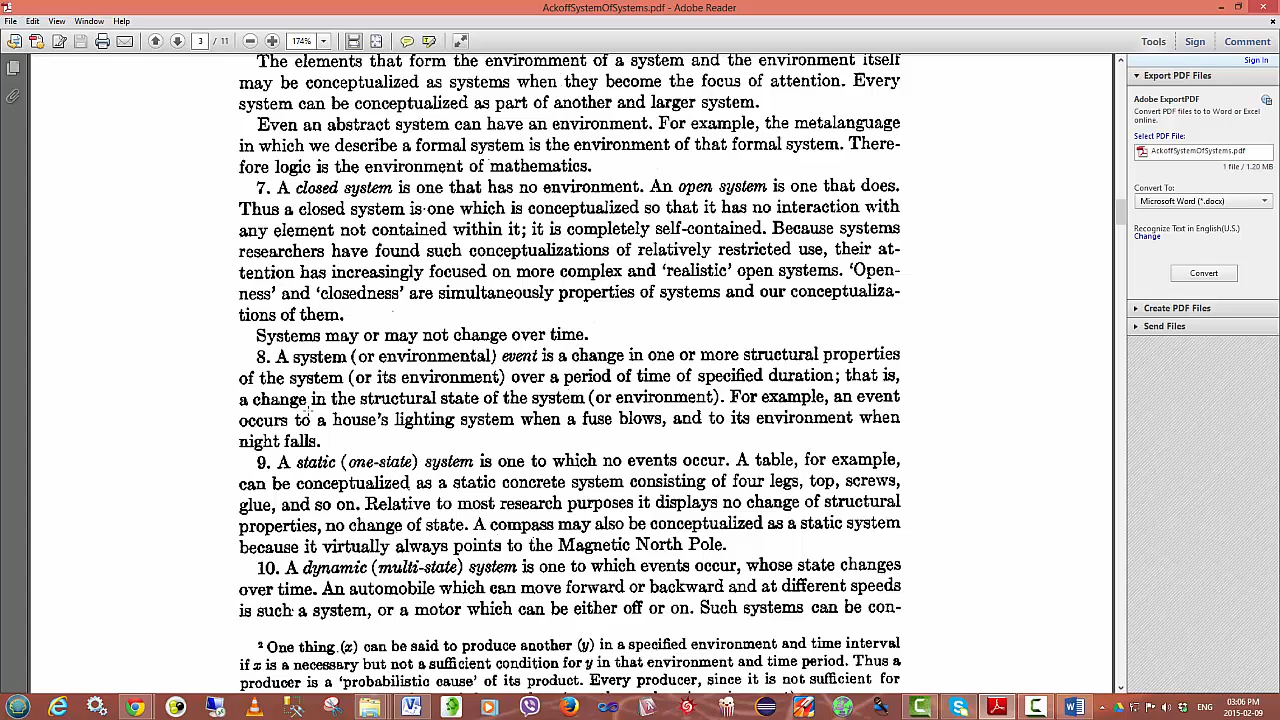 AckoffSystemOfSystems.pdf - Adobe Reader
File Edit View Window Help
3 / 11 174% Tools Sign Comment
Sign In
Export PDF Files
Adobe ExportPDF
Convert PDF files to to Word or Excel
online.
Select PDF File:
AckoffSystemOfSystems.pdf
1 file / 1.20 MB
Convert To:
Microsoft Word (*.docx)
Recognize Text in English(U.S.)
Change
Convert
Create PDF Files
Send Files
The elements that form the environment of a system and the environment itself
may be conceptualized as systems when they become the focus of attention. Every
system can be conceptualized as part of another and larger system.
Even an abstract system can have an environment. For example, the metalanguage
in which we describe a formal system is the environment of that formal system. There-
fore logic is the environment of mathematics.
7. A closed system is one that has no environment. An open system is one that does.
Thus a closed system is one which is conceptualized so that it has no interaction with
any element not contained within it; it is completely self-contained. Because systems
researchers have found such conceptualizations of relatively restricted use, their at-
tention has increasingly focused on more complex and ‘realistic’ open systems. ‘Open-
ness’ and ‘closedness’ are simultaneously properties of systems and our conceptualiza-
tions of them.
Systems may or may not change over time.
8. A system (or environmental) event is a change in one or more structural properties
of the system (or its environment) over a period of time of specified duration; that is,
a change in the structural state of the system (or environment). For example, an event
occurs to a house's lighting system when a fuse blows, and to its environment when
night falls.
9. A static (one-state) system is one to which no events occur. A table, for example,
can be conceptualized as a static concrete system consisting of four legs, top, screws,
glue, and so on. Relative to most research purposes it displays no change of structural
properties, no change of state. A compass may also be conceptualized as a static system
because it virtually always points to the Magnetic North Pole.
10. A dynamic (multi-state) system is one to which events occur, whose state changes
over time. An automobile which can move forward or backward and at different speeds
is such a system, or a motor which can be either off or on. Such systems can be con-
² One thing (x) can be said to produce another (y) in a specified environment and time interval
if x is a necessary but not a sufficient condition for y in that environment and time period. Thus a
producer is a ‘probabilistic cause’ of its product. Every producer, since it is not sufficient for
ENG
03:06 PM
2015-02-09